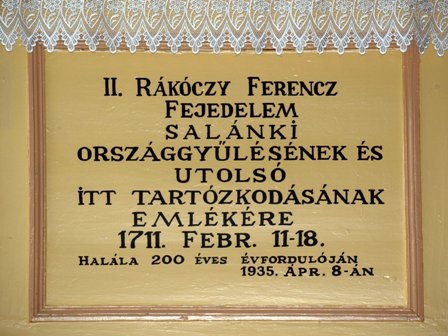 II. RÁKÓCZY FERENCZ
FEJEDELEM
SALÁNKI
ORSZÁGGYŰLÉSÉNEK ÉS
UTOLSÓ
ITT TARTÓZKODÁSÁNAK
EMLÉKÉRE
1711. FEBR. 11-18.
HALÁLA 200 ÉVES ÉVFORDULÓJÁN
1935. ÁPR. 8-ÁN